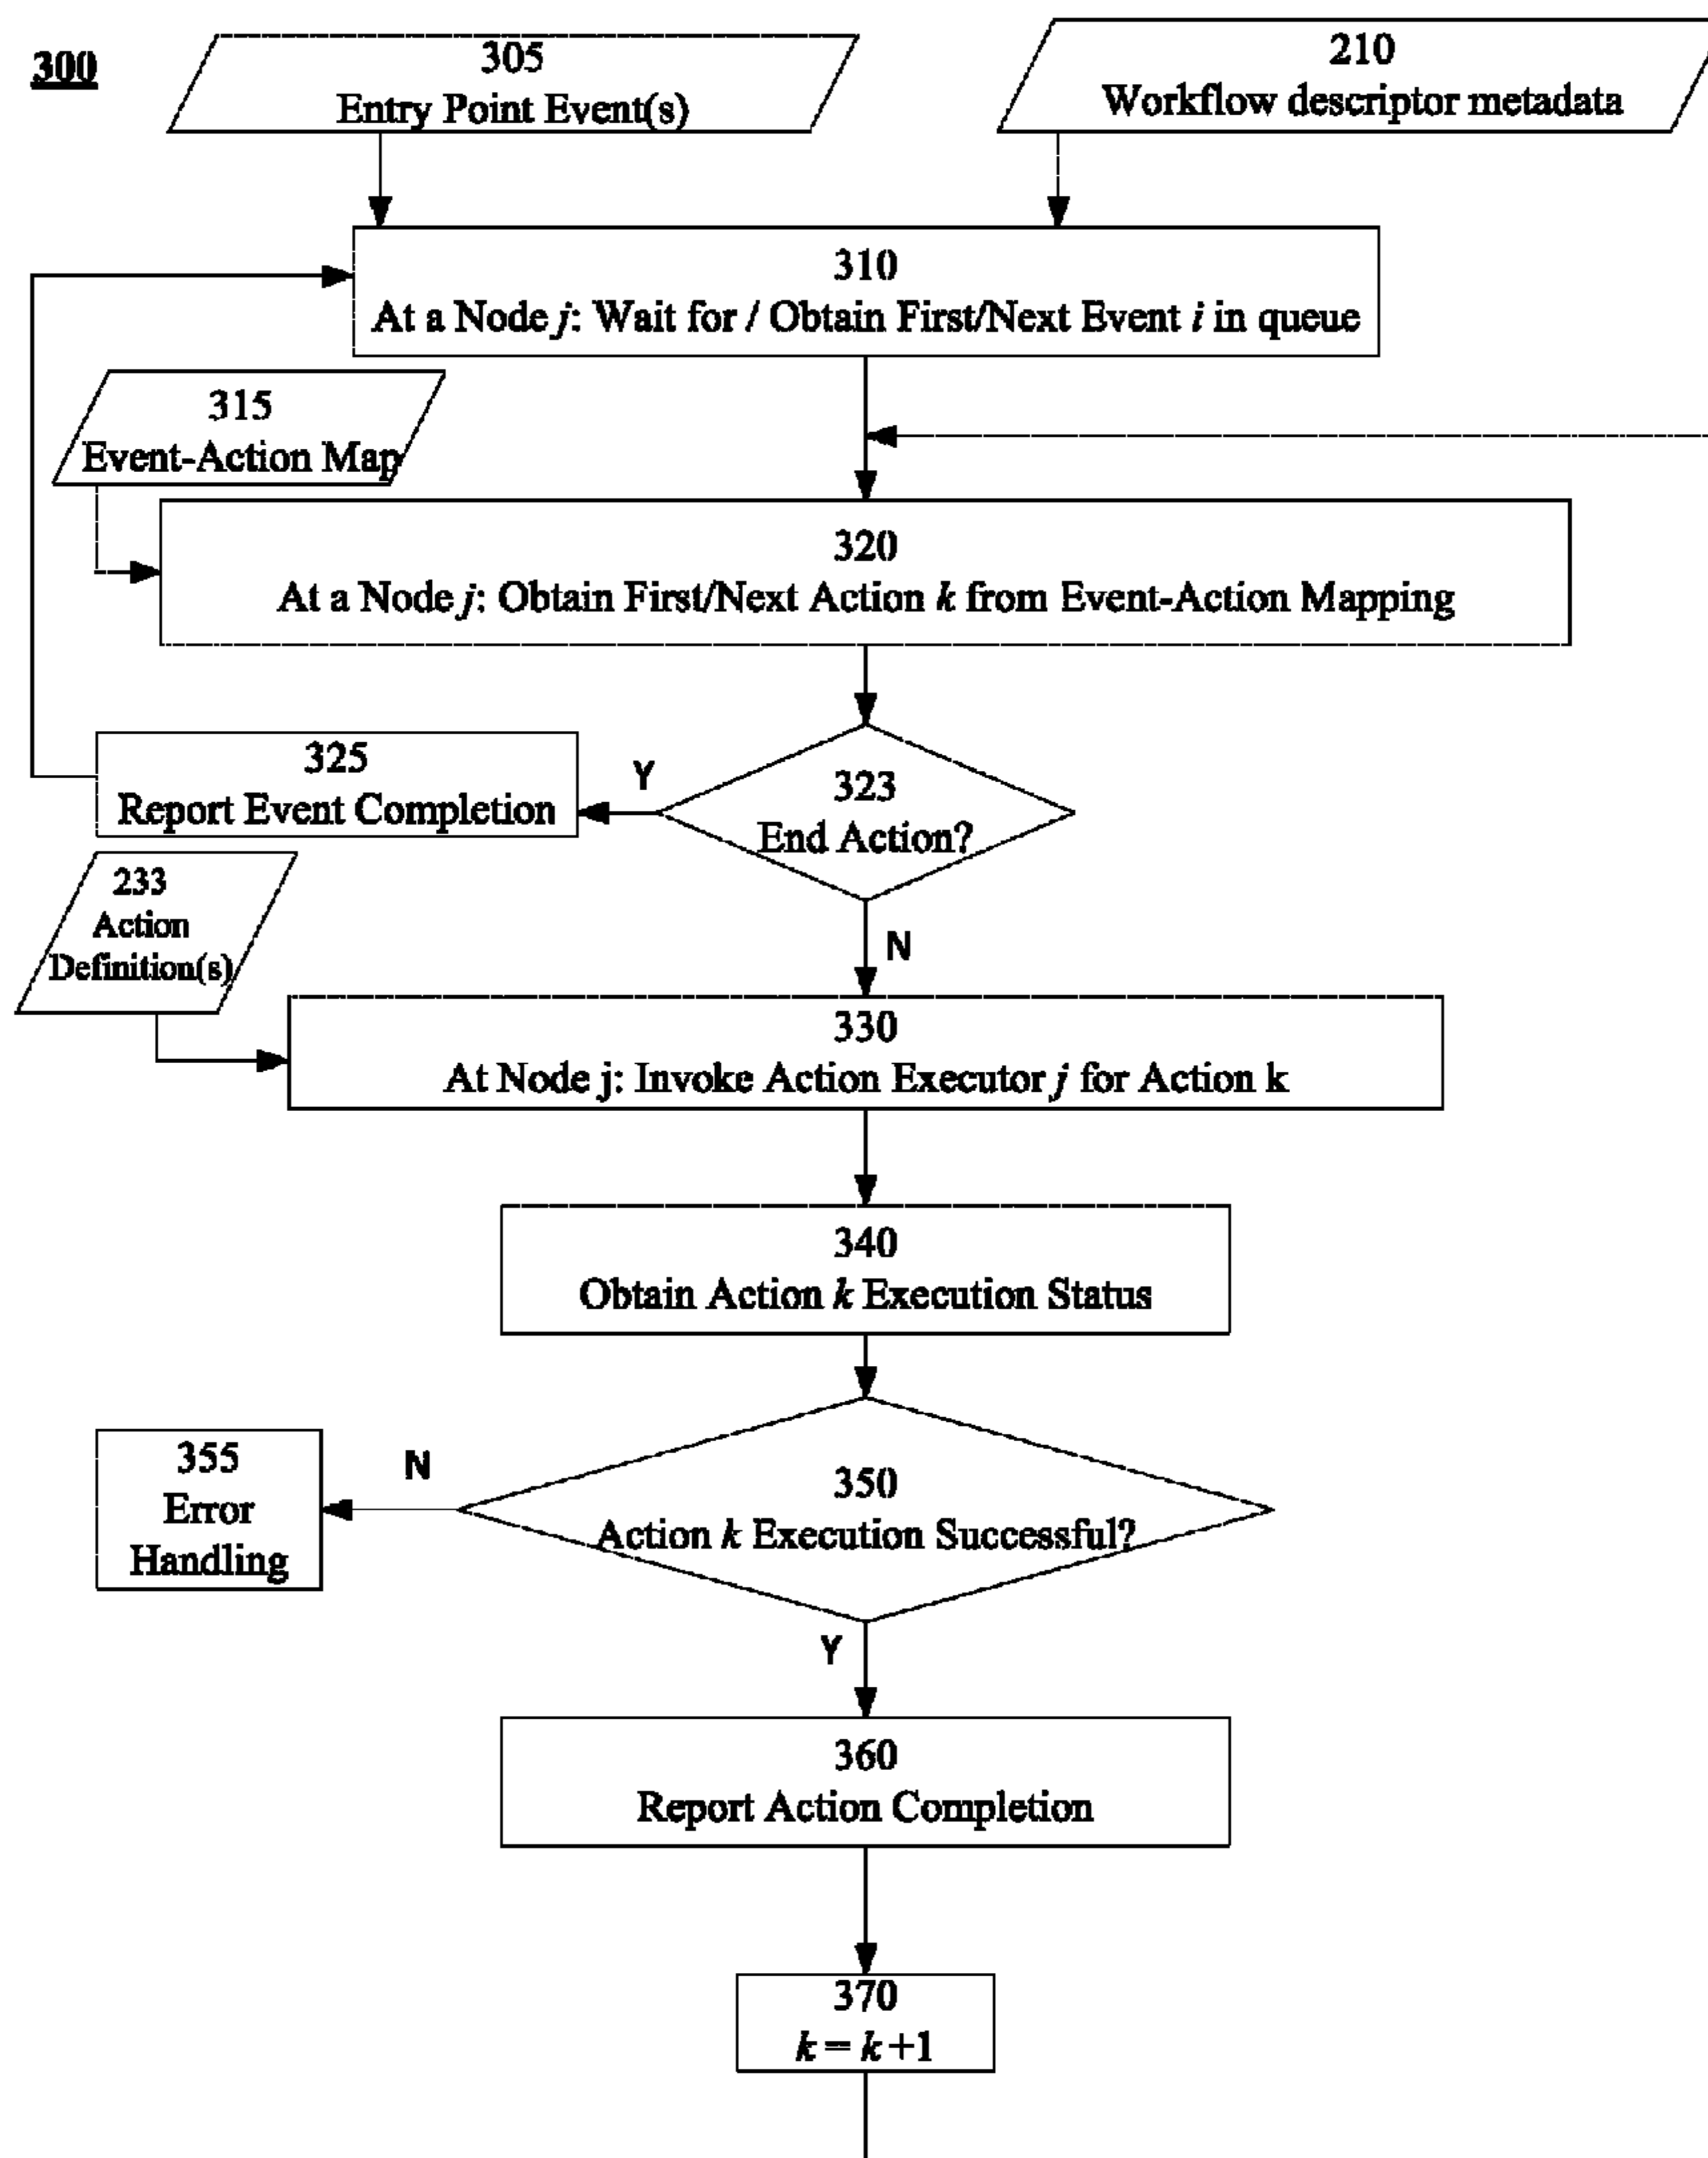 300
305
Entry Point Event(s)
210
Workflow descriptor metadata
310
At a Node j: Wait for / Obtain First/Next Event i in queue
315
Event-Action Map
320
At a Node j: Obtain First/Next Action k from Event-Action Mapping
325
Report Event Completion
Y
323
End Action?
233
Action
Definition(s)
N
330
At Node j: Invoke Action Executor j for Action k
340
Obtain Action k Execution Status
355
Error
Handling
N
350
Action k Execution Successful?
Y
360
Report Action Completion
370
k = k +1